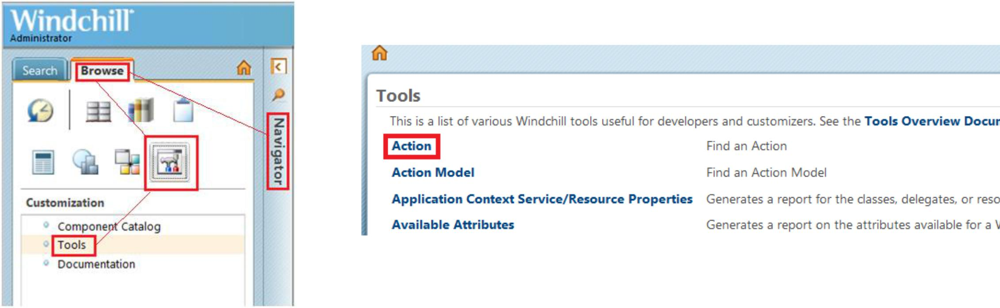 Windchill
Administrator
Search
Browse
Navigator
Customization
Component Catalog
Tools
Documentation
Tools
This is a list of various Windchill tools useful for developers and customizers. See the Tools Overview Docu
Action Find an Action
Action Model Find an Action Model
Application Context Service/Resource Properties Generates a report for the classes, delegates, or reso
Available Attributes Generates a report on the attributes available for a